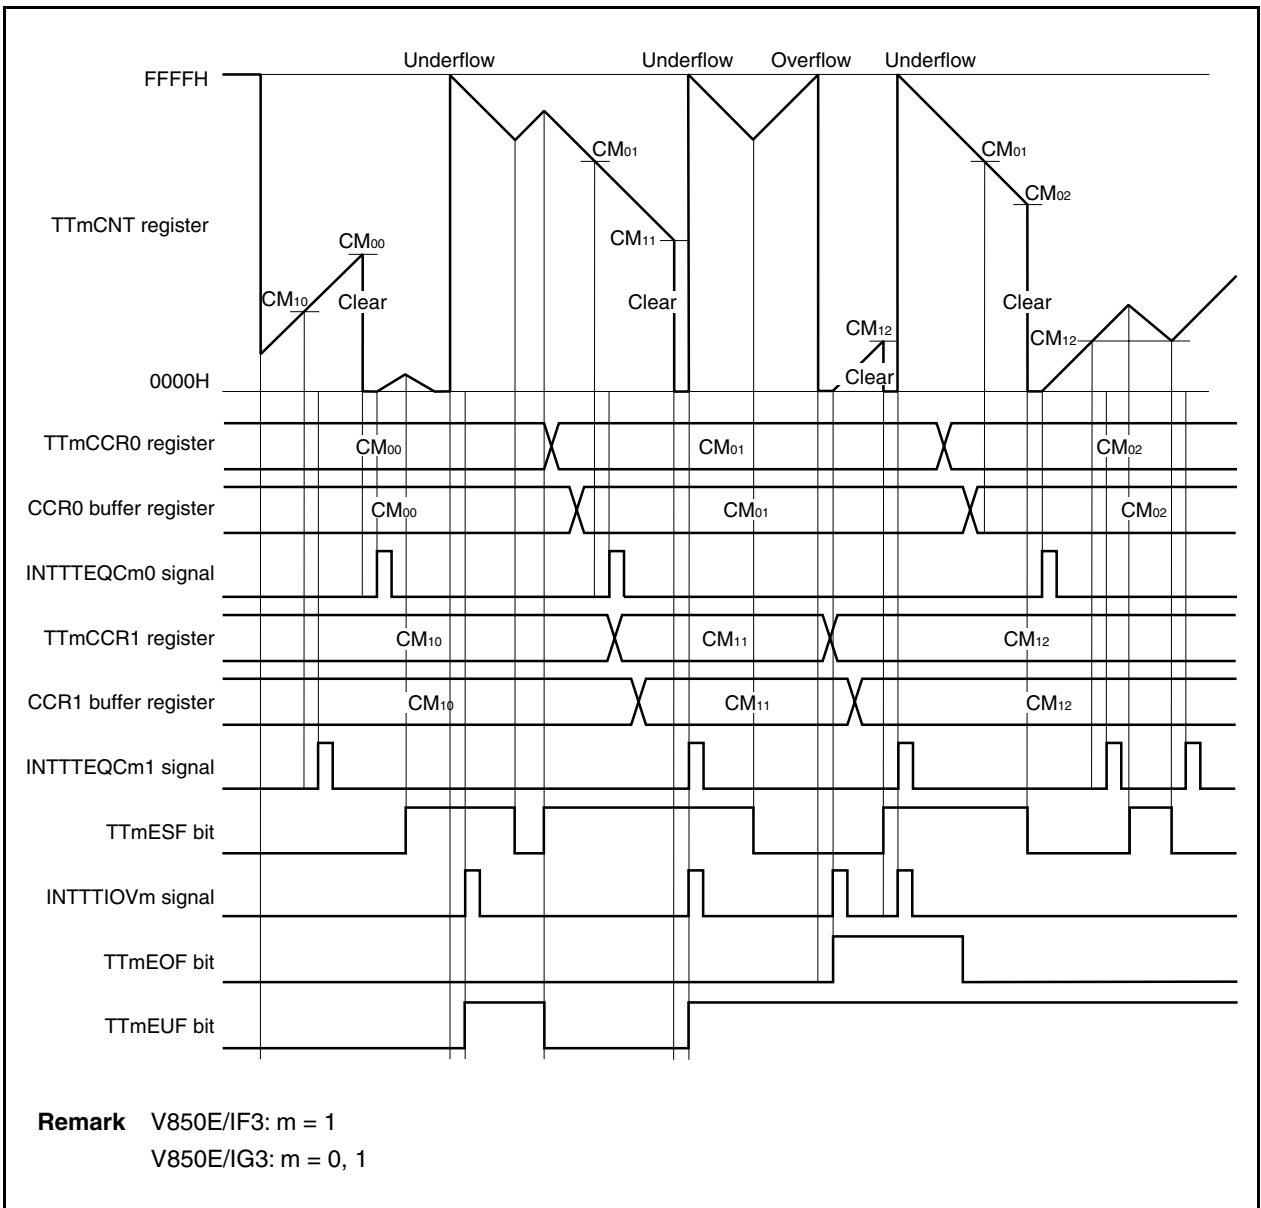 Underflow Underflow Overflow Underflow
FFFFH
CM01 CM01
CM02
TTmCNT register
CM00 CM11
CM10 Clear Clear Clear
CM12 CM12
0000H Clear
TTmCCR0 register CM00 CM01 CM02
CCR0 buffer register CM00 CM01 CM02
INTTTEQCm0 signal
TTmCCR1 register CM10 CM11 CM12
CCR1 buffer register CM10 CM11 CM12
INTTTEQCm1 signal
TTmESF bit
INTTTIOVm signal
TTmEOF bit
TTmEUF bit
Remark V850E/IF3: m = 1
V850E/IG3: m = 0, 1